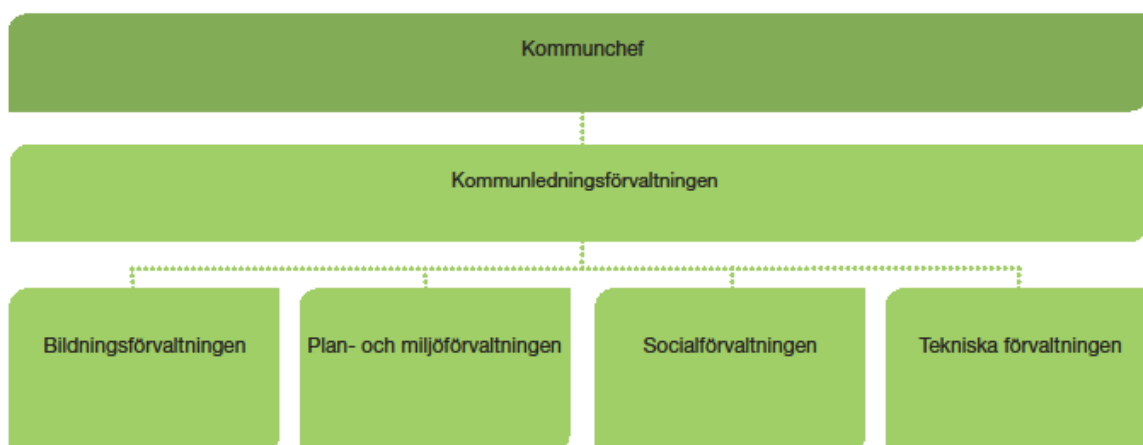 Kommunchef
Kommunledningsförvaltningen
Bildningsförvaltningen
Plan- och miljöförvaltningen
Socialförvaltningen
Tekniska förvaltningen